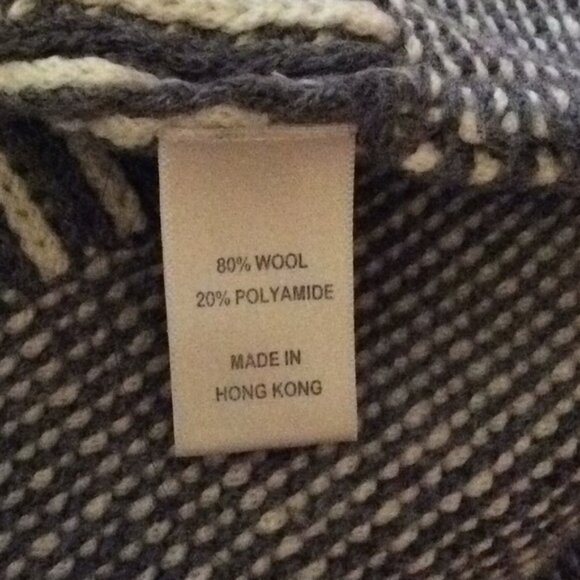 80% WOOL
20% POLYAMIDE
MADE IN
HONG KONG